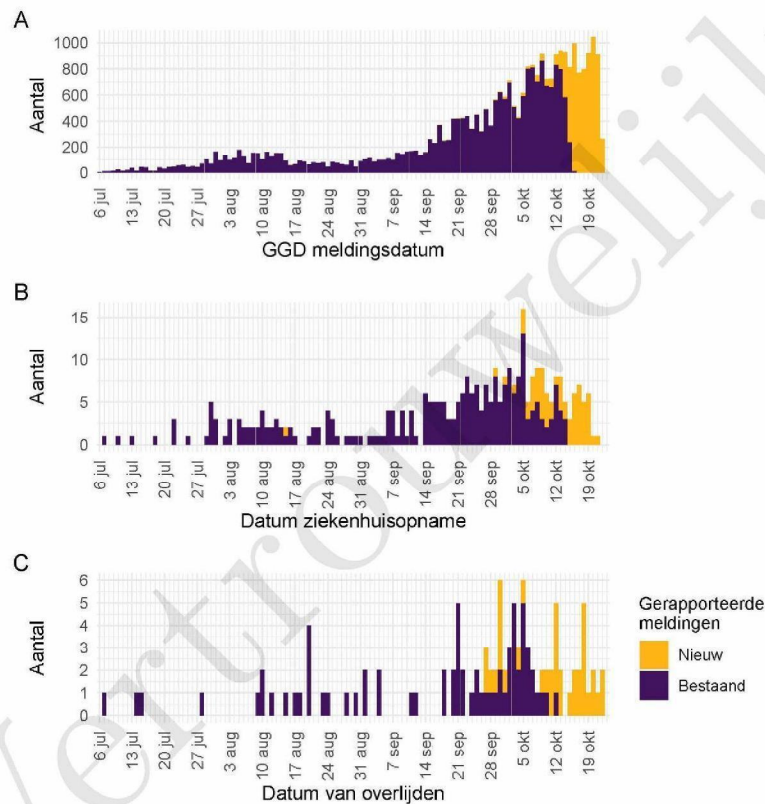 A
1000
800
600
400
200
0
Aantal
6 jul
13 jul
20 jul
27 jul
3 aug
10 aug
17 aug
24 aug
31 aug
7 sep
14 sep
21 sep
28 sep
5 okt
12 okt
19 okt
GGD meldingsdatum
B
15
10
5
0
Aantal
6 jul
13 jul
20 jul
27 jul
3 aug
10 aug
17 aug
24 aug
31 aug
7 sep
14 sep
21 sep
28 sep
5 okt
12 okt
19 okt
Datum ziekenhuisopname
C
6
5
4
3
2
1
0
Aantal
6 jul
13 jul
20 jul
27 jul
3 aug
10 aug
17 aug
24 aug
31 aug
7 sep
14 sep
21 sep
28 sep
5 okt
12 okt
19 okt
Datum van overlijden
Gerapporteerde
meldingen
Nieuw
Bestaand
Vertrouwelijk